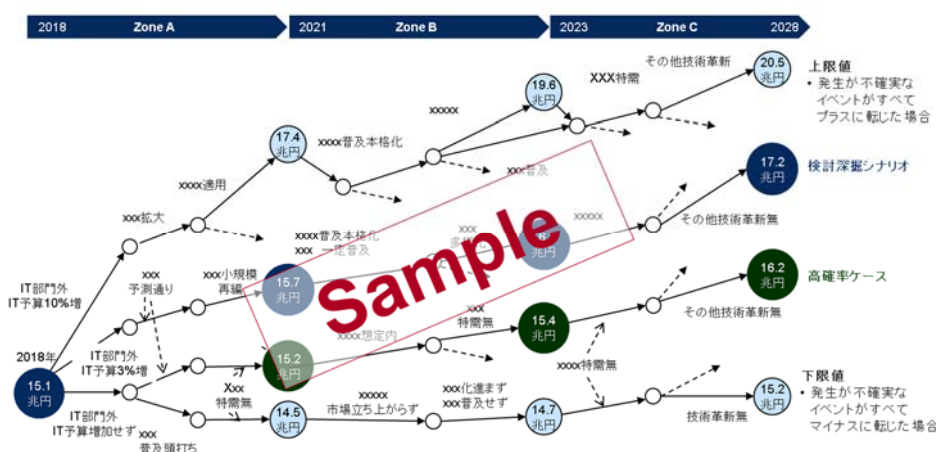 2018
Zone A
2021
Zone B
2023
Zone C
2028
その他技術革新
20.5
兆円
上限値
• 発生が不確実な
イベントがすべて
プラスに転じた場合
XXX特需
19.6
兆円
xxxxx
17.4
兆円
xxxx普及本格化
xxx普及
xxxx適用
17.2
兆円
検討深掘シナリオ
xxx拡大
xxxx普及本格化
xxx 一定普及
xxxxx
その他技術革新無
xxx
予測通り
xxx小規模
再編
15.7
兆円
Sample
16.2
兆円
高確率ケース
IT部門外
IT予算10%増
xxx
特需無
15.4
兆円
その他技術革新無
xxxx想定内
2018年
15.1
兆円
IT部門外
IT予算3%増
15.2
兆円
xxxx特需無
Xxx
特需無
xxxxx
市場立ち上がらず
xxx化進まず
xxx普及せず
15.2
兆円
下限値
• 発生が不確実な
イベントがすべて
マイナスに転じた場合
IT部門外
IT予算増加せず
xxx
普及頭打ち
14.5
兆円
14.7
兆円
技術革新無